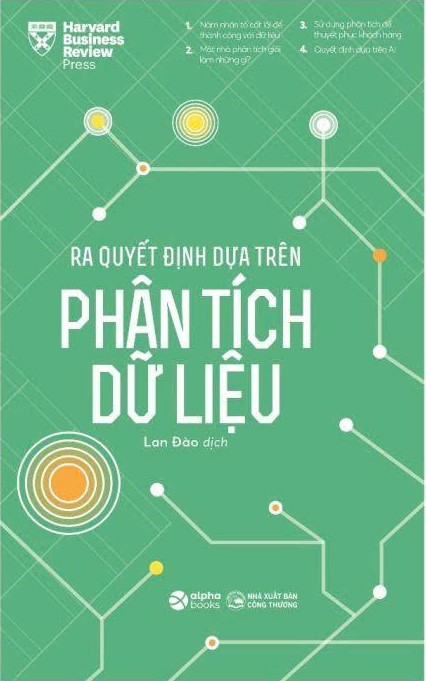 Harvard
Business
Review
Press
1. Năm nhân tố cốt lõi để
thành công với dữ liệu
2. Một nhà phân tích giỏi
làm những gì?
3. Sử dụng phân tích để
thuyết phục khách hàng
4. Quyết định dựa trên AI
RA QUYẾT ĐỊNH DỰA TRÊN
PHÂN TÍCH
DỮ LIỆU
Lan Đào dịch
alpha
books
NHÀ XUẤT BẢN
CÔNG THƯƠNG